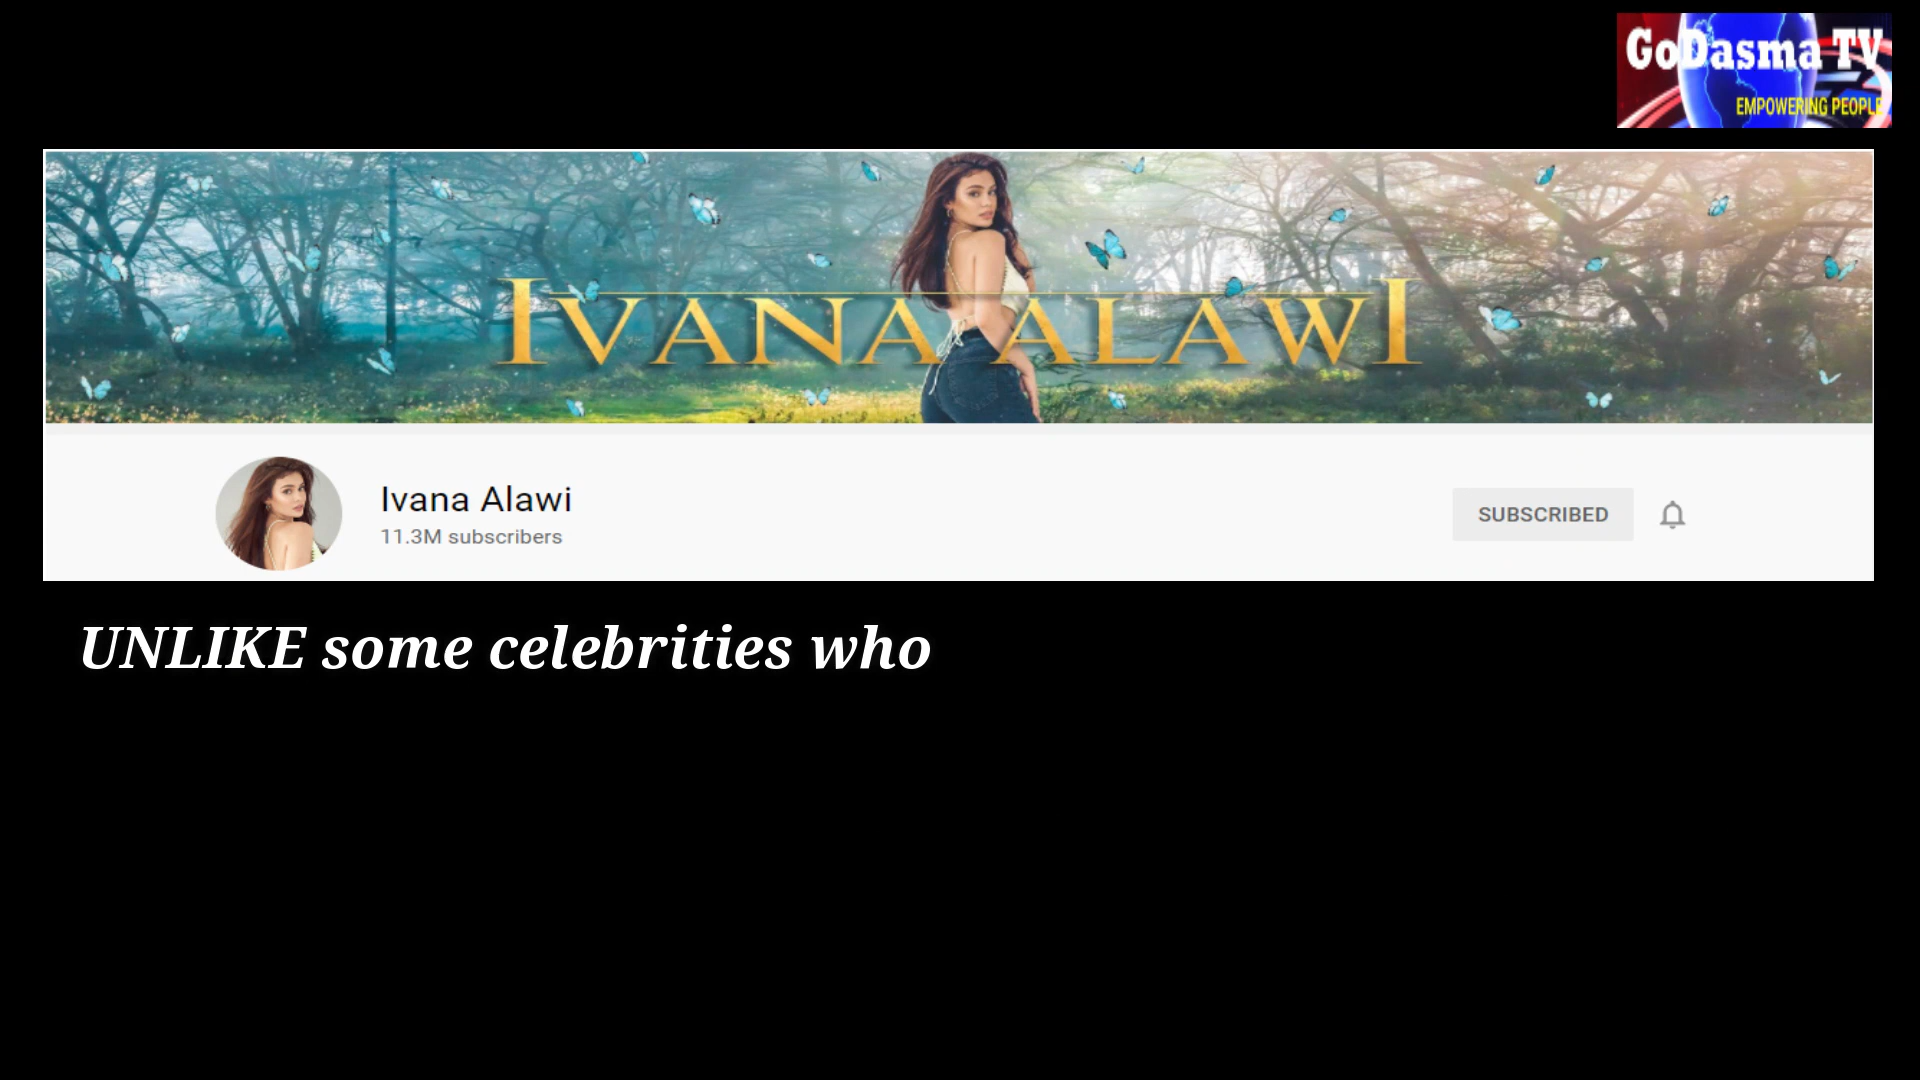 GoDasma TV
EMPOWERING PEOPLE
IVANA ALAWI
Ivana Alawi
11.3M subscribers
SUBSCRIBED
UNLIKE some celebrities who